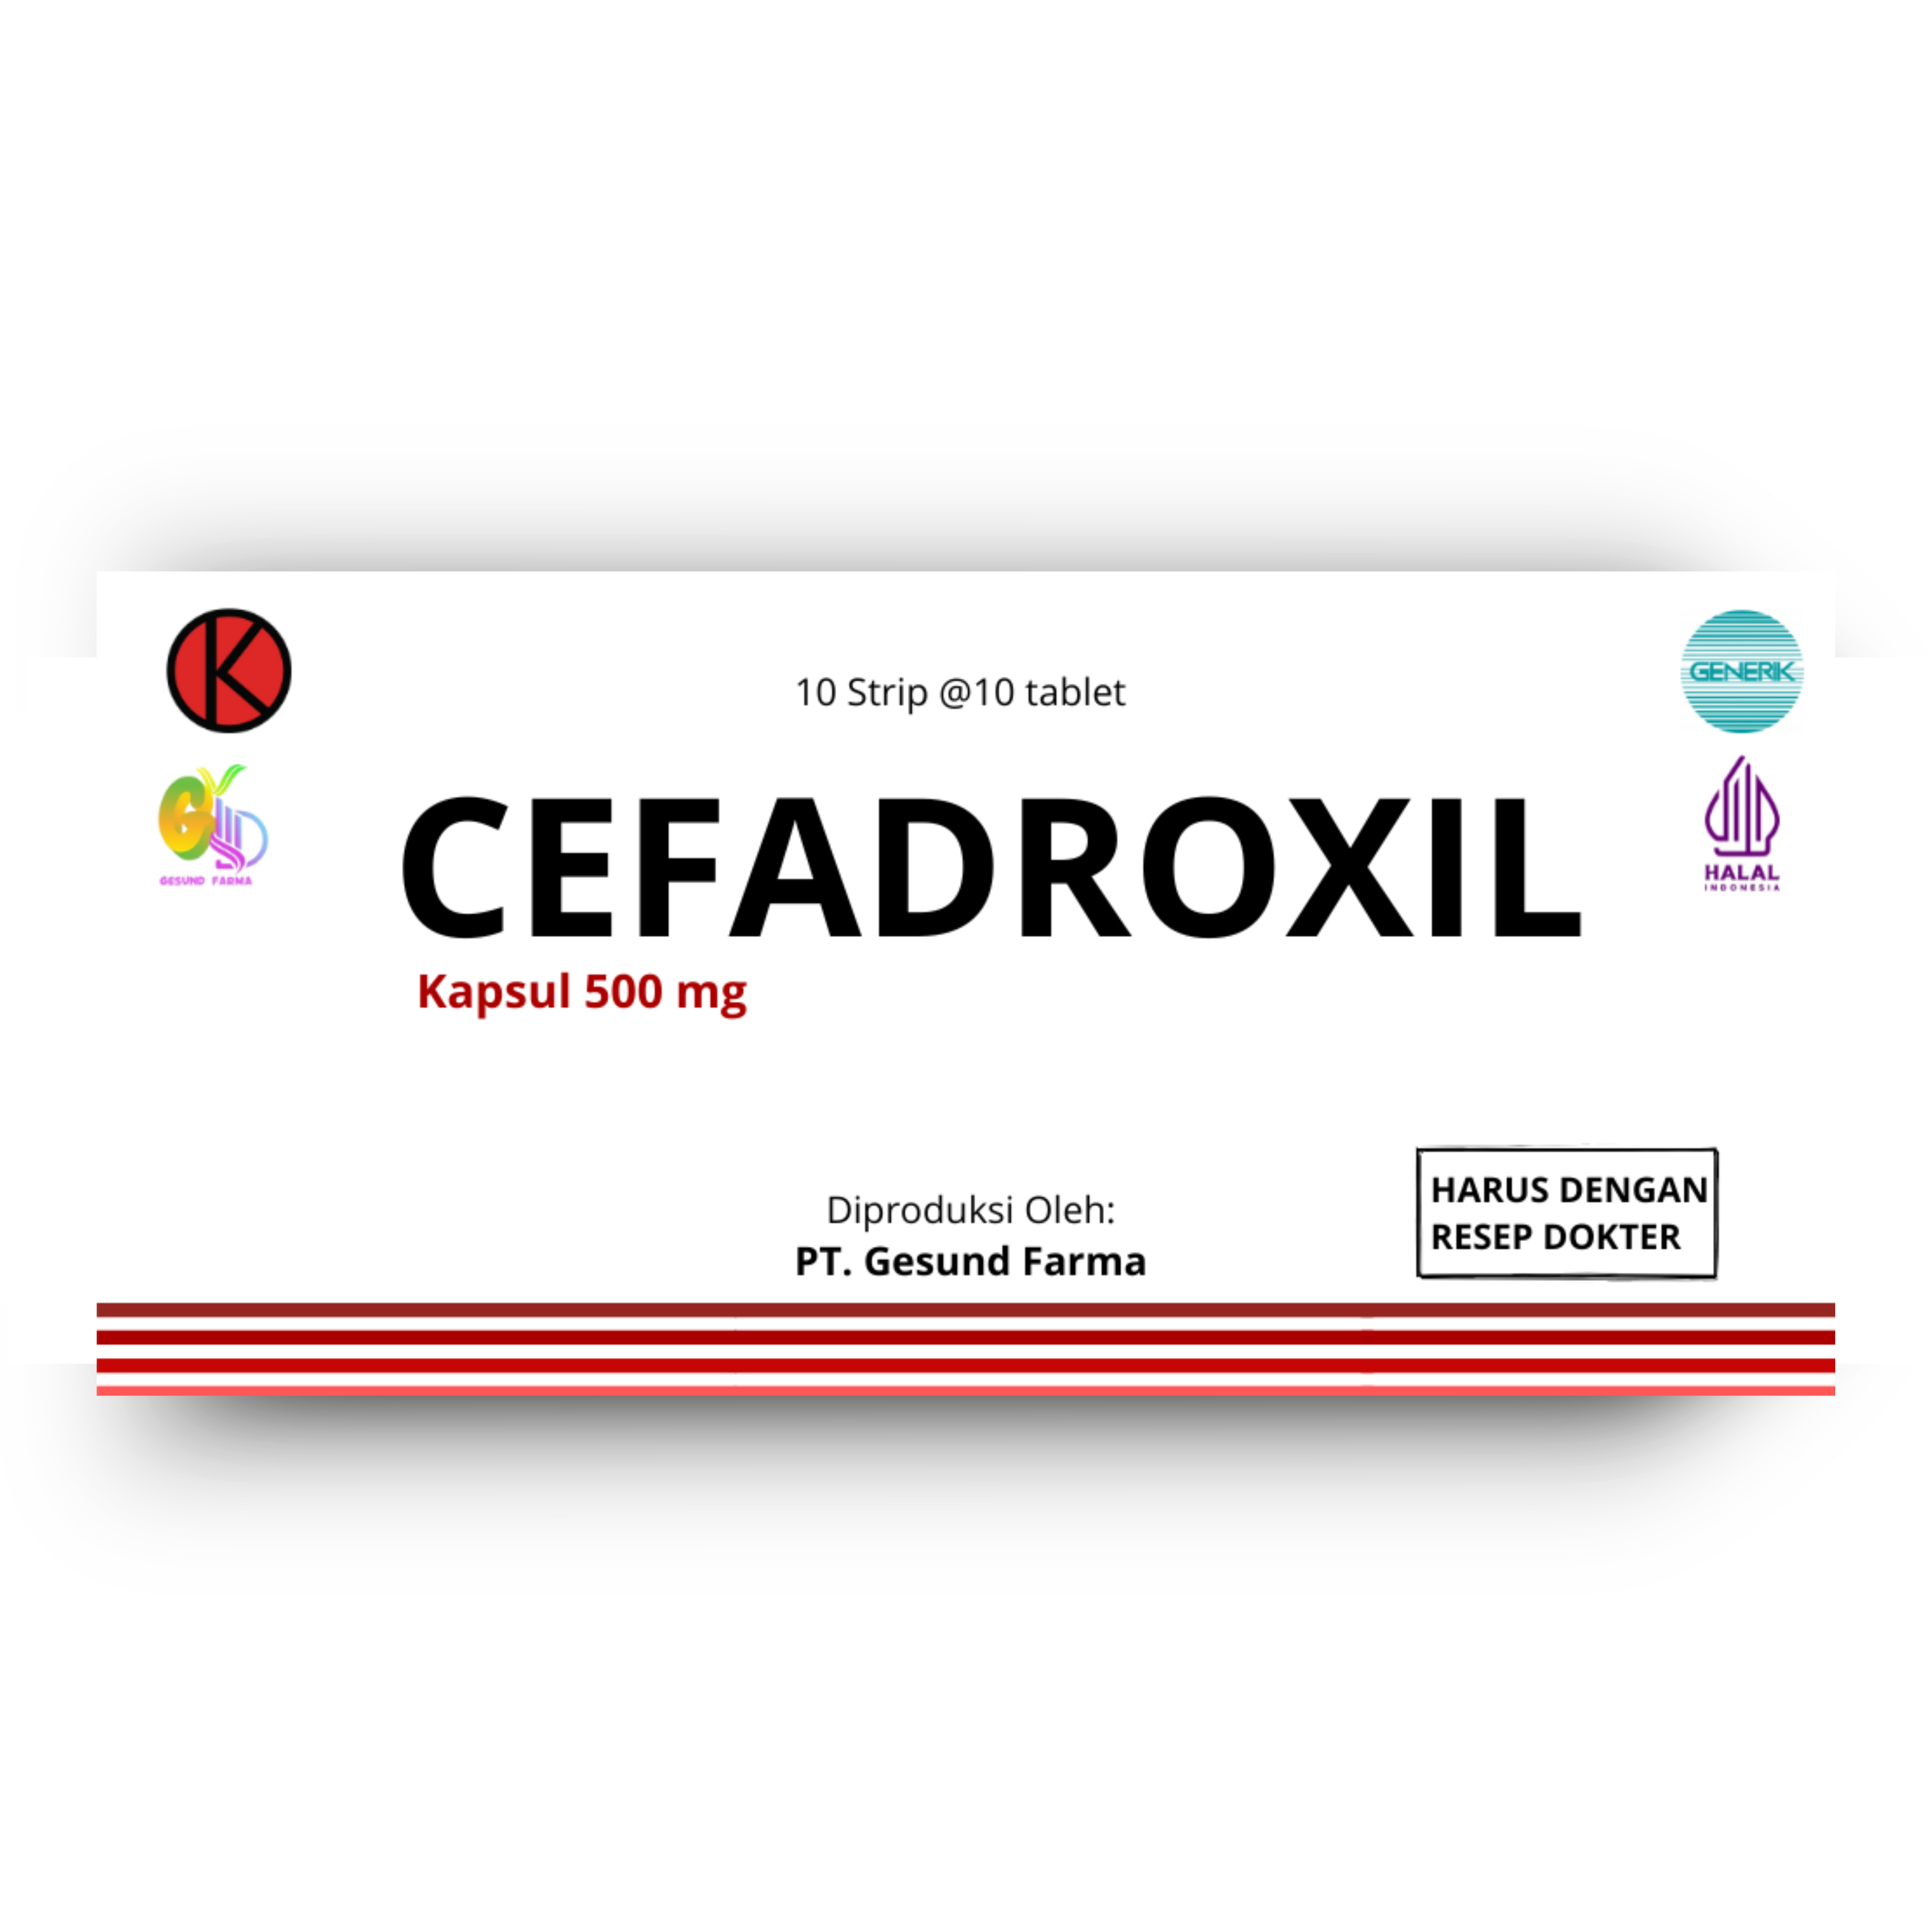 K
10 Strip @10 tablet
GENERIK
GESUND FARMA
CEFADROXIL
HALAL
INDONESIA
Kapsul 500 mg
Diproduksi Oleh:
PT. Gesund Farma
HARUS DENGAN
RESEP DOKTER